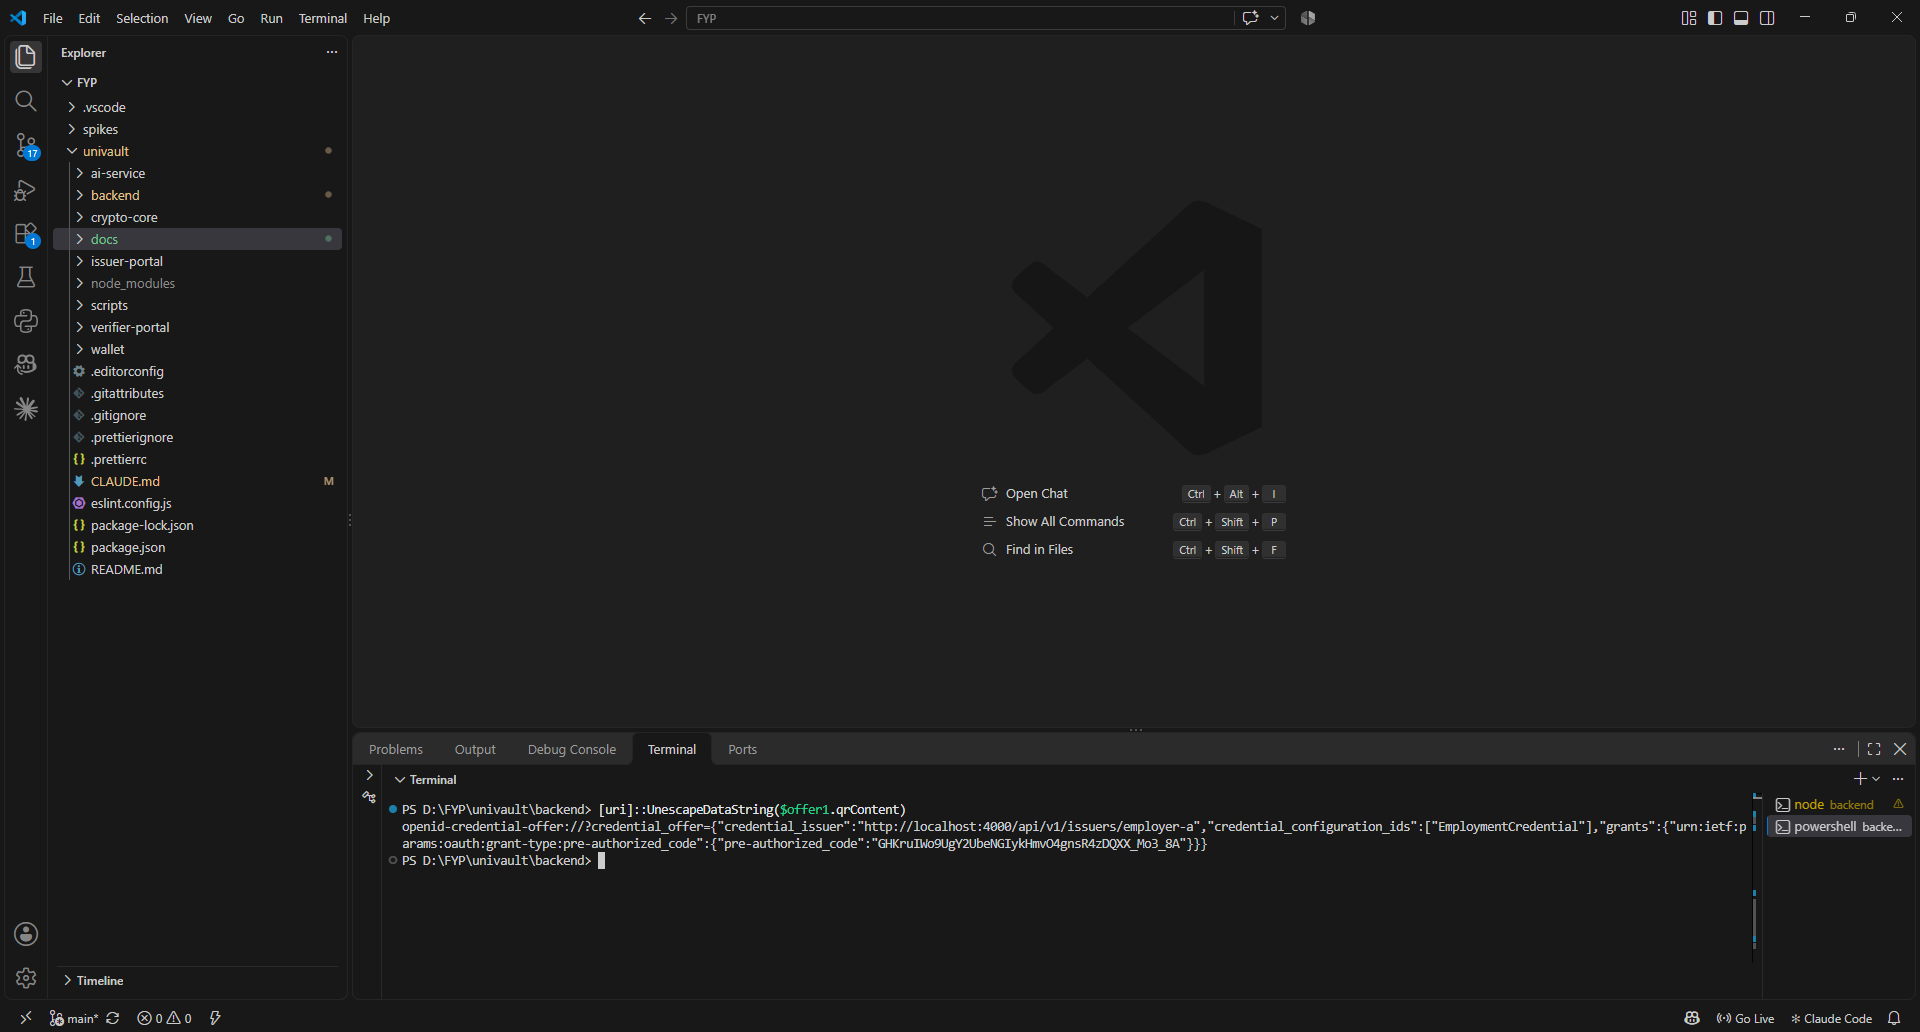 File Edit Selection View Go Run Terminal Help
FYP
Explorer
FYP
.vscode
spikes
17
univault
ai-service
backend
crypto-core
1
docs
issuer-portal
node_modules
scripts
verifier-portal
wallet
.editorconfig
.gitattributes
.gitignore
.prettierignore
.prettierrc
CLAUDE.md M
eslint.config.js
package-lock.json
package.json
README.md
Timeline
Open Chat Ctrl + Alt + I
Show All Commands Ctrl + Shift + P
Find in Files Ctrl + Shift + F
Problems Output Debug Console Terminal Ports
Terminal
PS D:\FYP\univault\backend> [uri]::UnescapeDataString($offer1.qrContent)
openid-credential-offer://?credential_offer={"credential_issuer":"http://localhost:4000/api/v1/issuers/employer-a","credential_configuration_ids":["EmploymentCredential"],"grants":{"urn:ietf:p
arams:oauth:grant-type:pre-authorized_code":{"pre-authorized_code":"GHKruIWo9UgY2UbeNGIykHmvO4gnsR4zDQXX_Mo3_8A"}}}
PS D:\FYP\univault\backend>
node backend
powershell backe...
main* 0 0 Go Live Claude Code